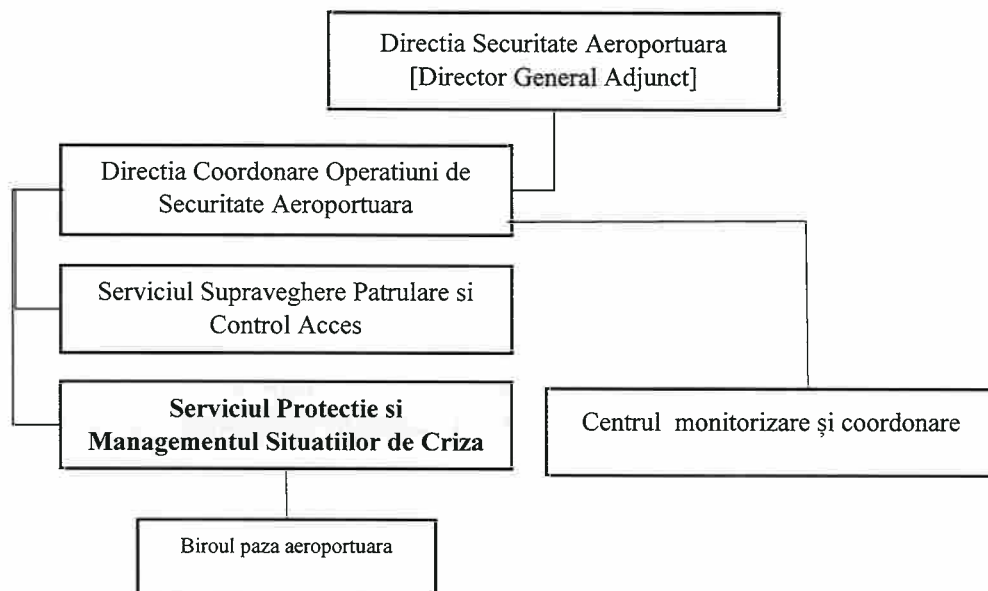 Directia Securitate Aeroportuara
[Director General Adjunct]
Directia Coordonare Operatiuni de
Securitate Aeroportuara
Serviciul Supraveghere Patrulare si
Control Acces
Serviciul Protectie si
Managementul Situatiilor de Criza
Centrul monitorizare și coordonare
Biroul paza aeroportuara